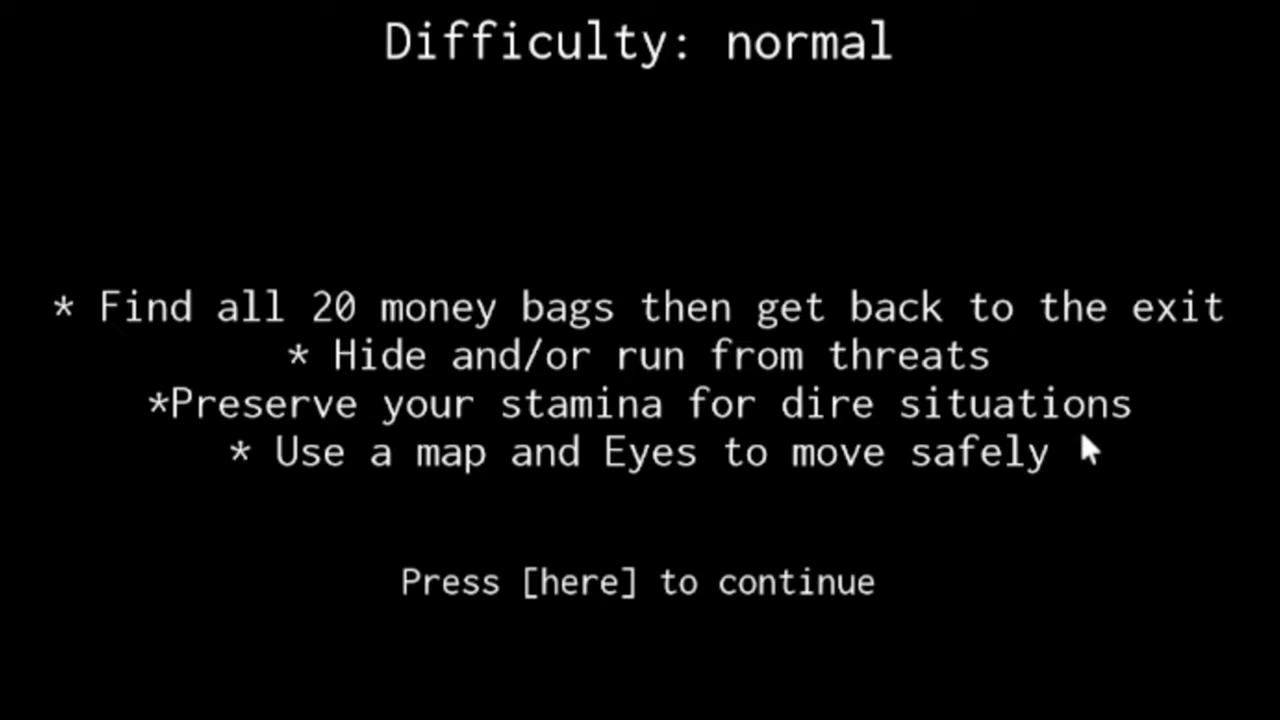 Difficulty: normal
* Find all 20 money bags then get back to the exit
* Hide and/or run from threats
*Preserve your stamina for dire situations
* Use a map and Eyes to move safely
Press [here] to continue